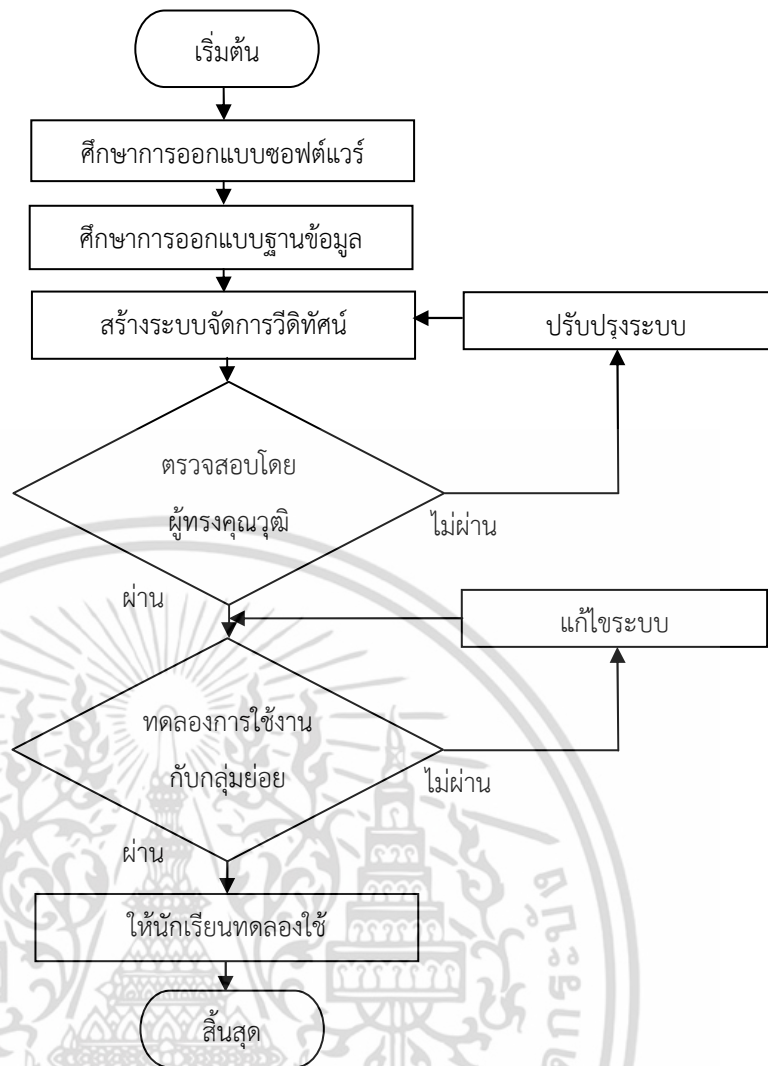 เริ่มต้น
ศึกษาการออกแบบซอฟต์แวร์
ศึกษาการออกแบบฐานข้อมูล
สร้างระบบจัดการวีดิทัศน์
ปรับปรุงระบบ
ตรวจสอบโดย
ผู้ทรงคุณวุฒิ
ไม่ผ่าน
ผ่าน
แก้ไขระบบ
ทดลองการใช้งาน
กับกลุ่มย่อย
ไม่ผ่าน
ผ่าน
ให้นักเรียนทดลองใช้
สิ้นสุด